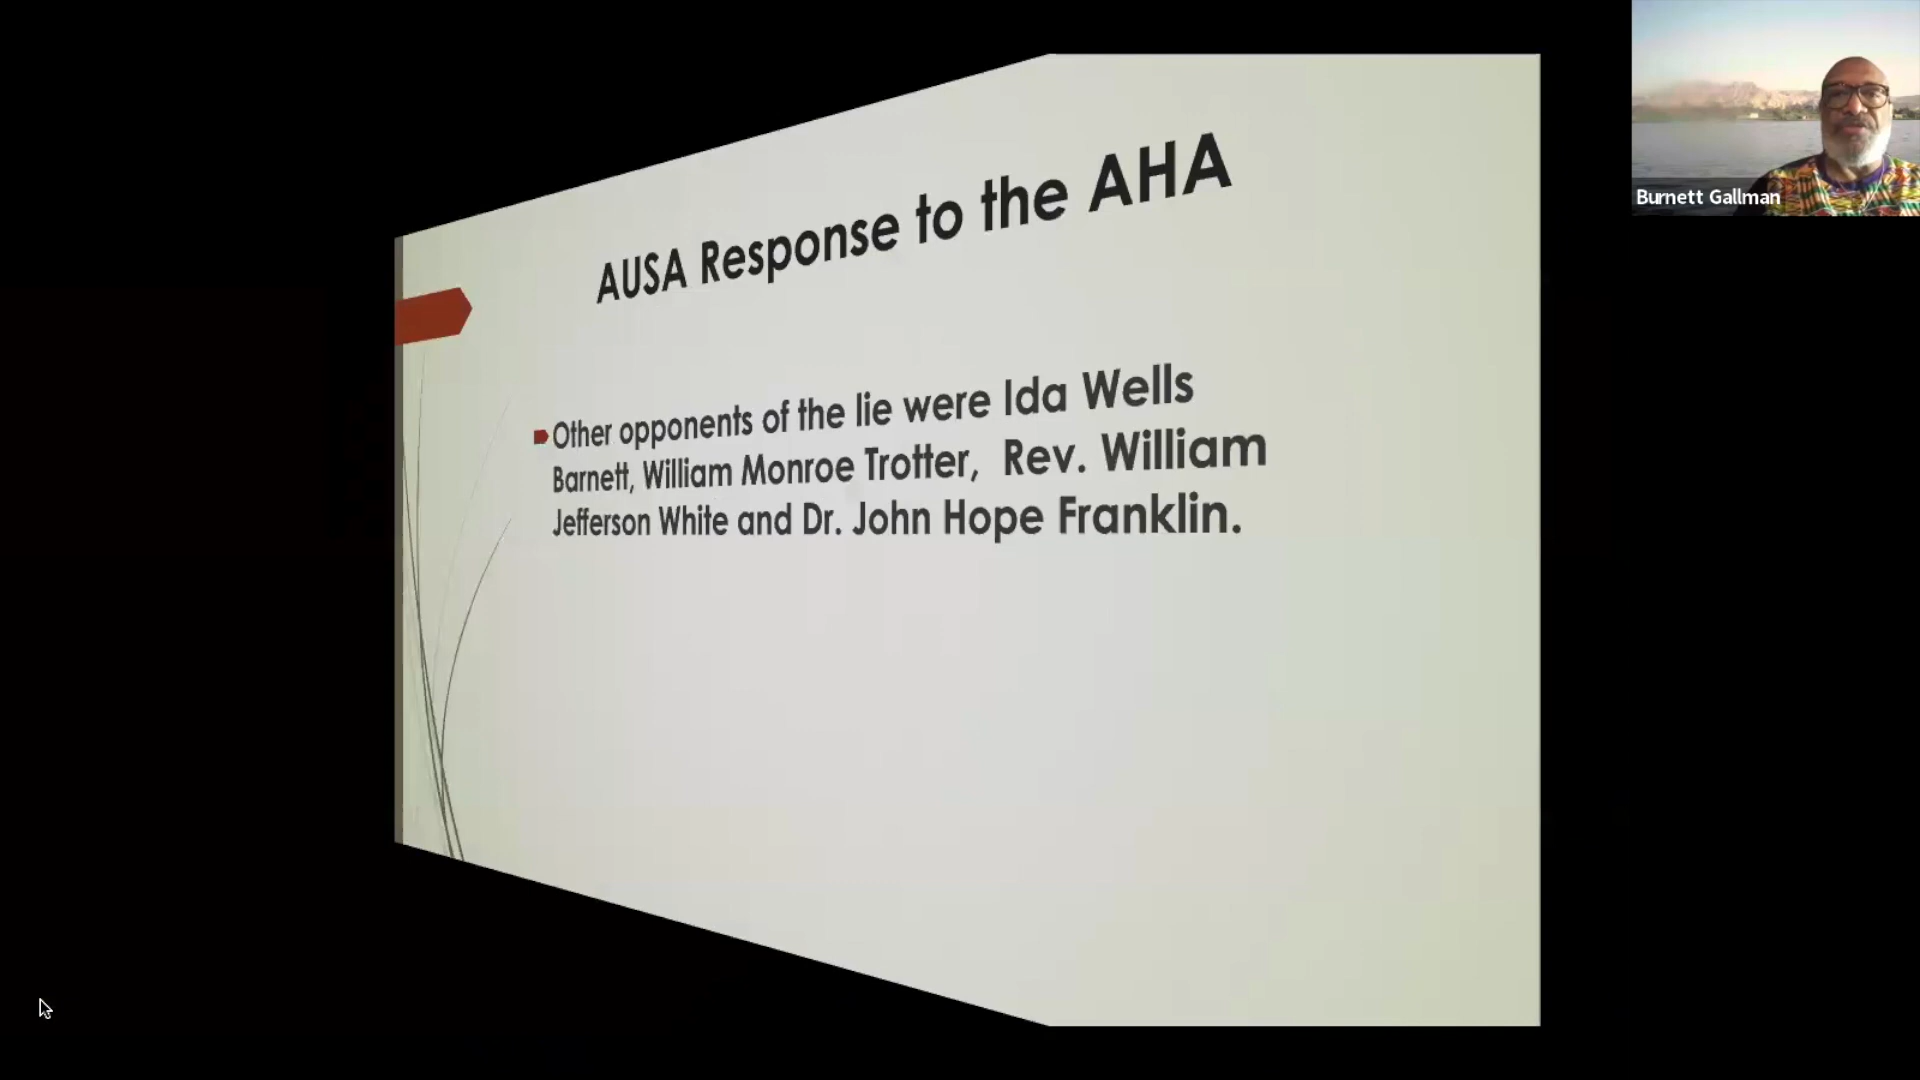 AUSA Response to the AHA
Other opponents of the lie were Ida Wells
Barnett, William Monroe Trotter, Rev. William
Jefferson White and Dr. John Hope Franklin.
Burnett Gallman